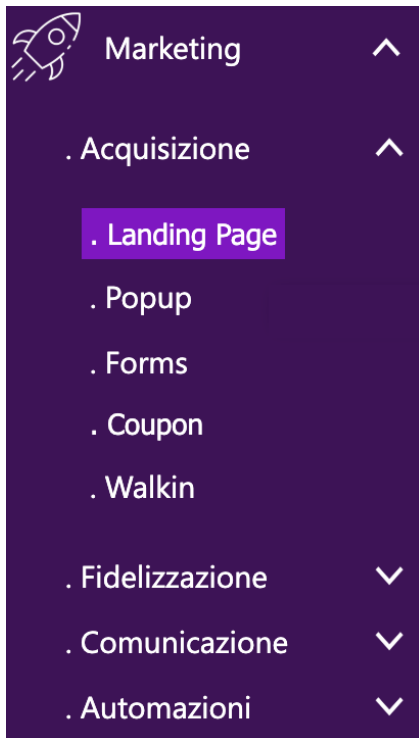 Marketing
. Acquisizione
. Landing Page
. Popup
. Forms
. Coupon
. Walkin
. Fidelizzazione
. Comunicazione
. Automazioni